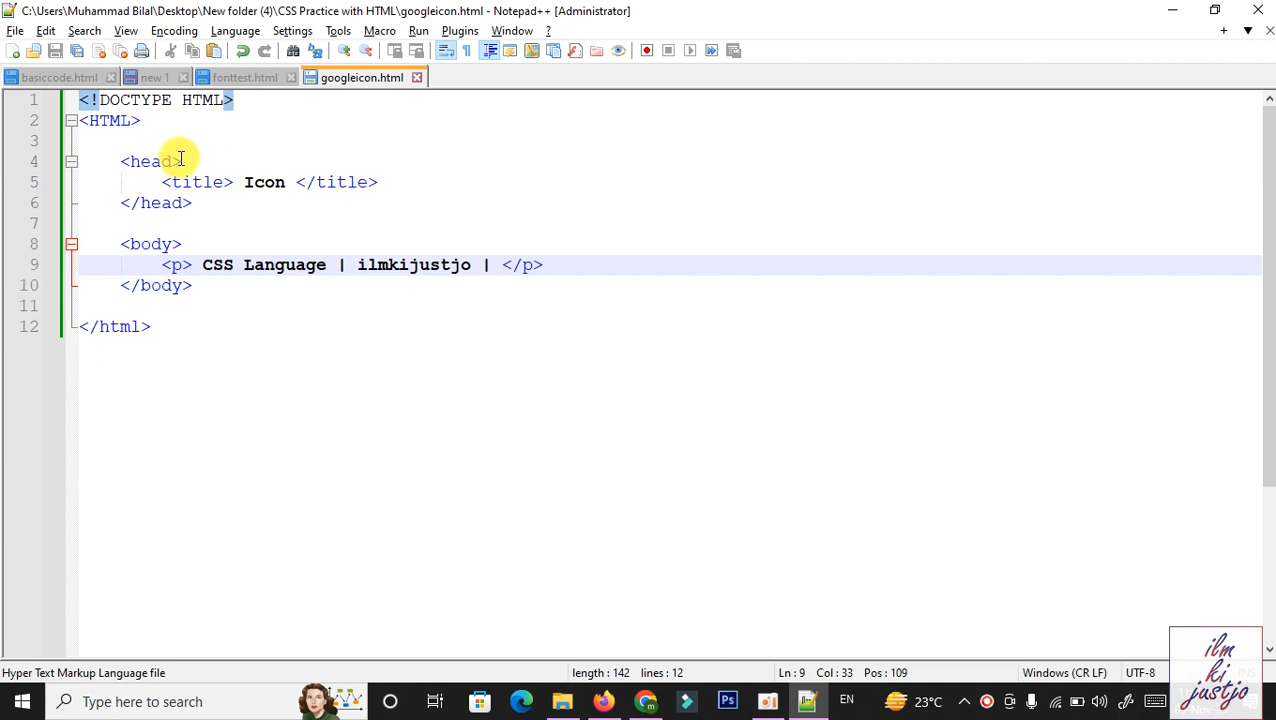 C:\Users\Muhammad Bilal\Desktop\New folder (4)\CSS Practice with HTML\googleicon.html - Notepad++ [Administrator]
File Edit Search View Encoding Language Settings Tools Macro Run Plugins Window ?
basiccode.html new 1 fonttest.html googleicon.html
1 <!DOCTYPE HTML>
2 <HTML>
3
4 <head>
5 <title> Icon </title>
6 </head>
7
8 <body>
9 <p> CSS Language | ilmkijustjo | </p>
10 </body>
11
12 </html>
Hyper Text Markup Language file length : 142 lines : 12 Ln : 9 Col : 33 Pos : 109 Windows (CR LF) UTF-8 INS
ilm
ki
justjo
Type here to search EN 23°C